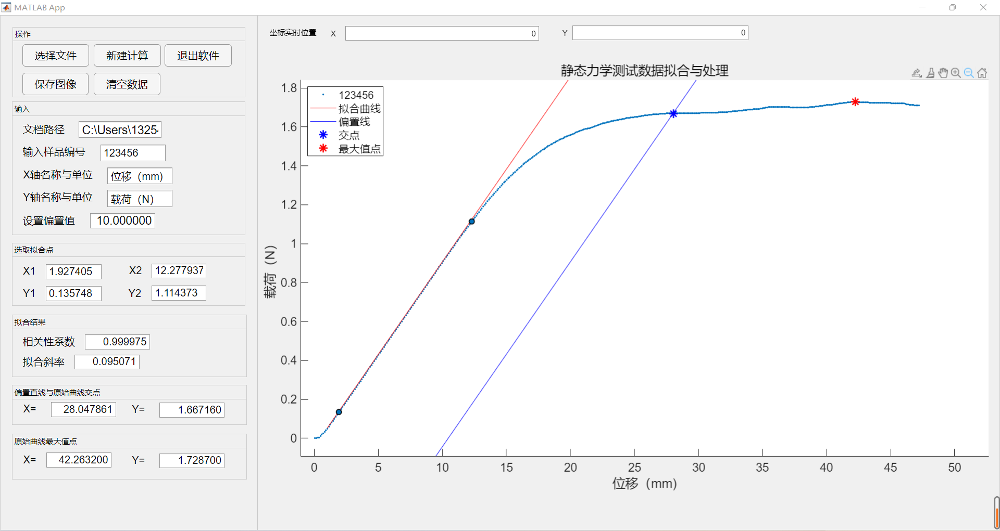 MATLAB App
操作
选择文件
新建计算
退出软件
保存图像
清空数据
输入
文档路径 C:\Users\1325
输入样品编号 123456
X轴名称与单位 位移（mm）
Y轴名称与单位 载荷（N）
设置偏置值 10.000000
选取拟合点
X1 1.927405 X2 12.277937
Y1 0.135748 Y2 1.114373
拟合结果
相关性系数 0.999975
拟合斜率 0.095071
偏置直线与原始曲线交点
X= 28.047861 Y= 1.667160
原始曲线最大值点
X= 42.263200 Y= 1.728700
坐标实时位置 X 0 Y 0
静态力学测试数据拟合与处理
123456
拟合曲线
偏置线
交点
最大值点
载荷（N）
1.8
1.6
1.4
1.2
1
0.8
0.6
0.4
0.2
0
0 5 10 15 20 25 30 35 40 45 50
位移（mm）